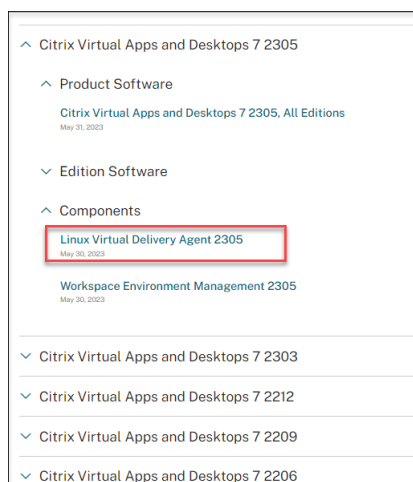 Citrix Virtual Apps and Desktops 7 2305
Product Software
Citrix Virtual Apps and Desktops 7 2305, All Editions
May 31, 2023
Edition Software
Components
Linux Virtual Delivery Agent 2305
May 30, 2023
Workspace Environment Management 2305
May 30, 2023
Citrix Virtual Apps and Desktops 7 2303
Citrix Virtual Apps and Desktops 7 2212
Citrix Virtual Apps and Desktops 7 2209
Citrix Virtual Apps and Desktops 7 2206